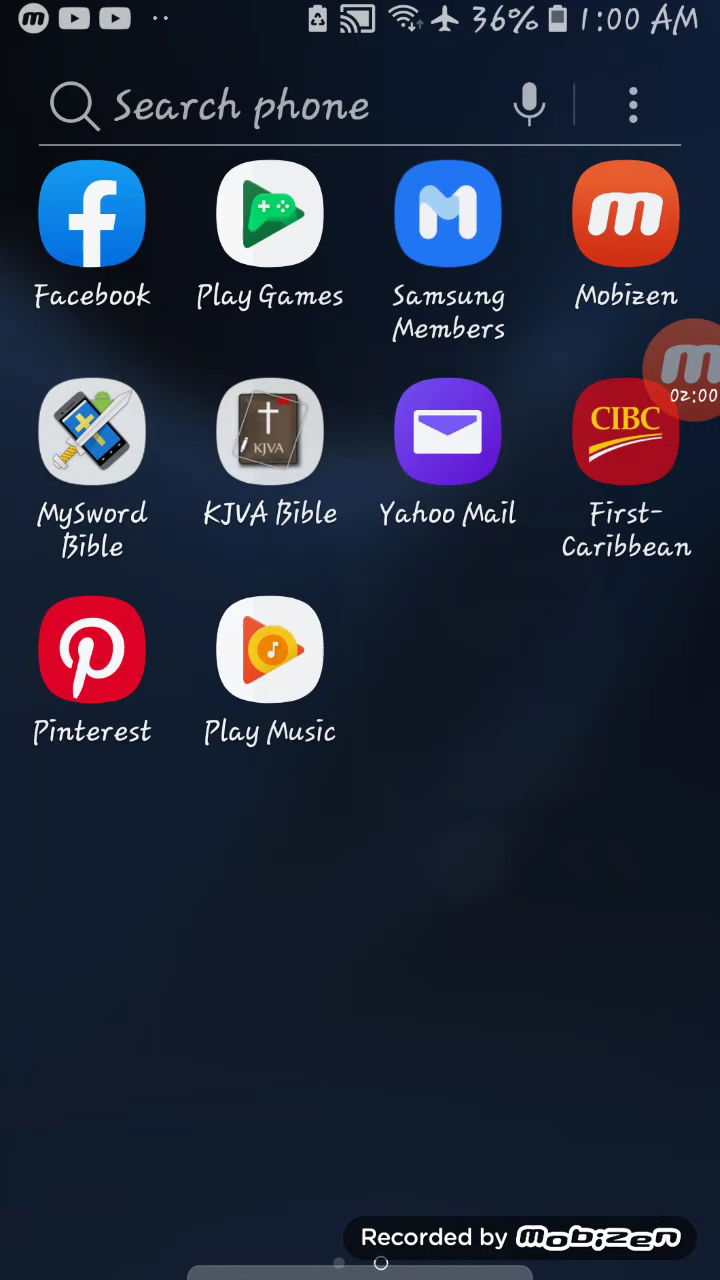 m 36% 1:00 AM
Search phone
Facebook Play Games Samsung Members Mobizen
m 02:00
KJVA CIBC
MySword Bible KJVA Bible Yahoo Mail First-Caribbean
Pinterest Play Music
Recorded by mobizen